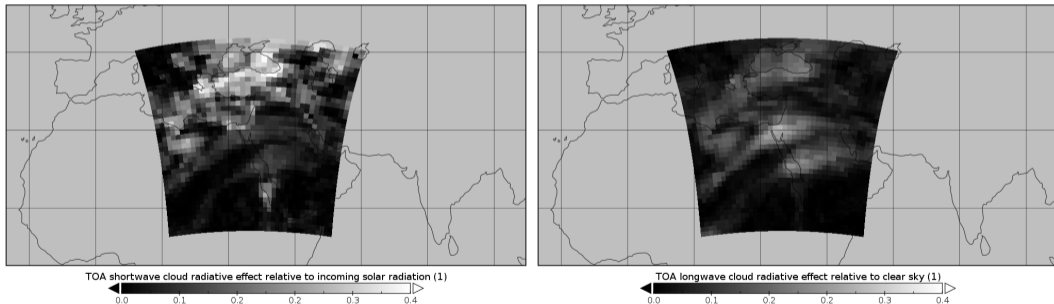 TOA shortwave cloud radiative effect relative to incoming solar radiation (1)
0.0 0.1 0.2 0.2 0.3 0.4
TOA longwave cloud radiative effect relative to clear sky (1)
0.0 0.1 0.2 0.2 0.3 0.4